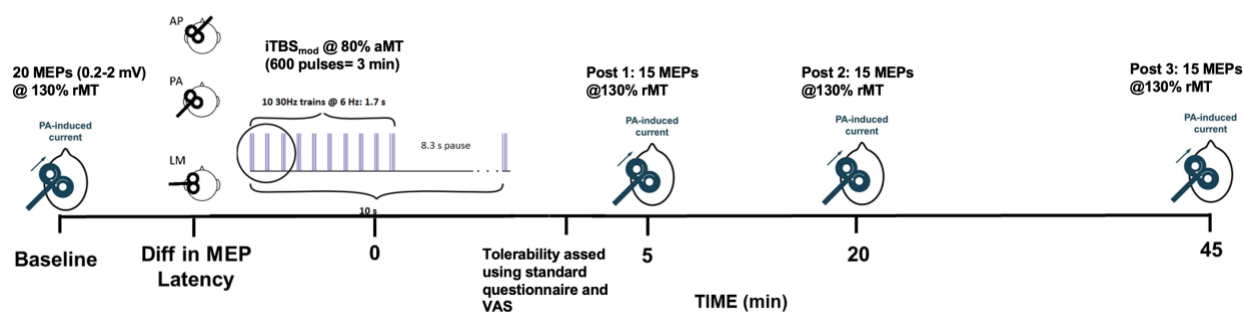 20 MEPs (0.2-2 mV)
@ 130% rMT
PA-induced
current
Baseline
AP
PA
LM
Diff in MEP
Latency
iTBSmod @ 80% aMT
(600 pulses= 3 min)
10 30Hz trains @ 6 Hz: 1.7 s
8.3 s pause
10 s
0
Tolerability assed
using standard
questionnaire and
VAS
Post 1: 15 MEPs
@130% rMT
PA-induced
current
5
Post 2: 15 MEPs
@130% rMT
PA-induced
current
20
Post 3: 15 MEPs
@130% rMT
PA-induced
current
45
TIME (min)